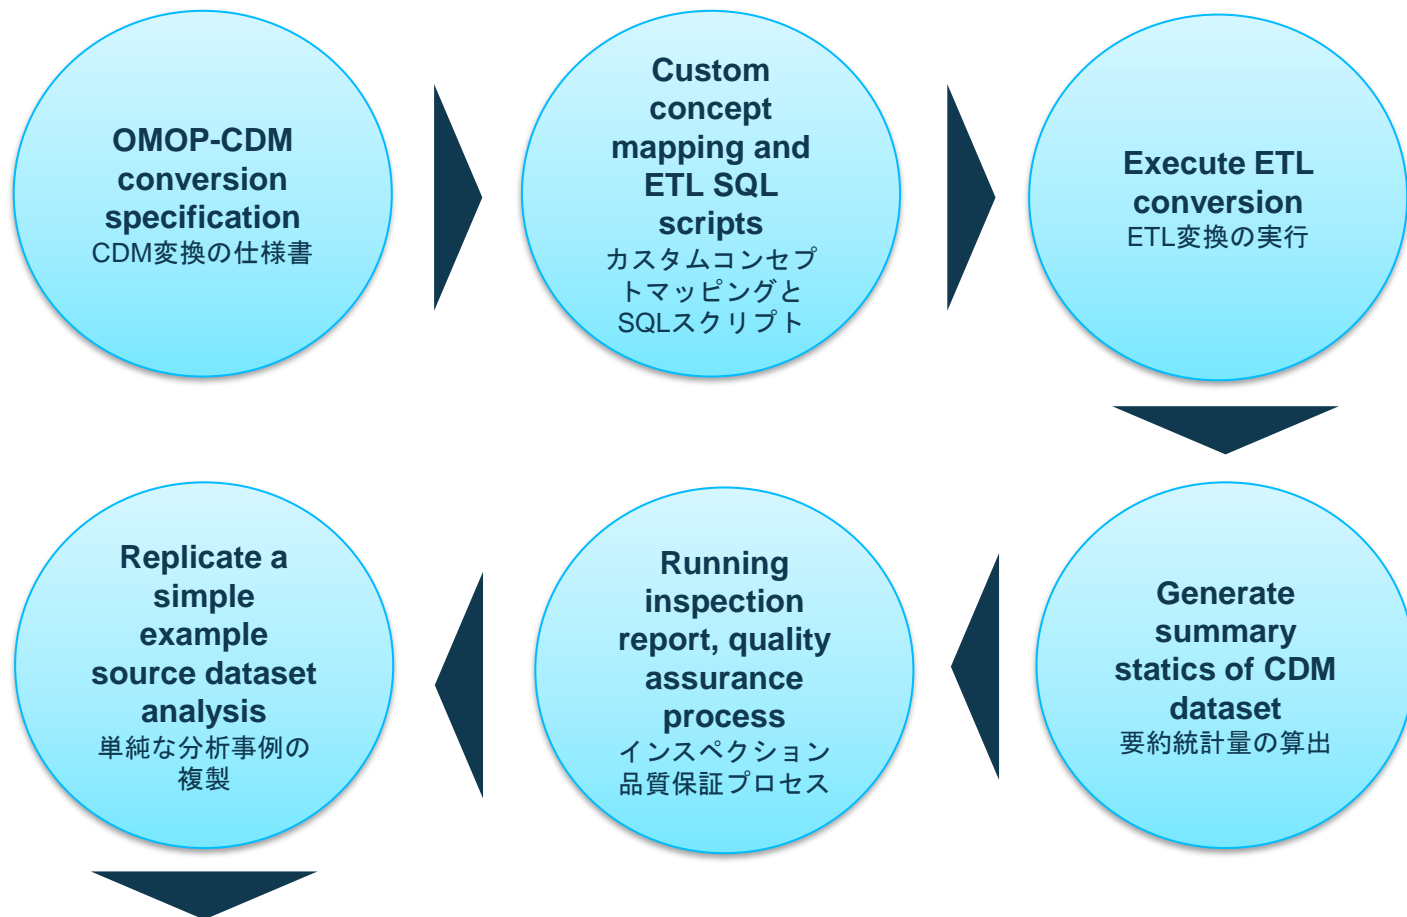 OMOP-CDM
conversion
specification
CDM変換の仕様書
Custom
concept
mapping and
ETL SQL
scripts
カスタムコンセプ
トマッピングと
SQLスクリプト
Execute ETL
conversion
ETL変換の実行
Generate
summary
statics of CDM
dataset
要約統計量の算出
Running
inspection
report, quality
assurance
process
インスペクション
品質保証プロセス
Replicate a
simple
example
source dataset
analysis
単純な分析事例の
複製